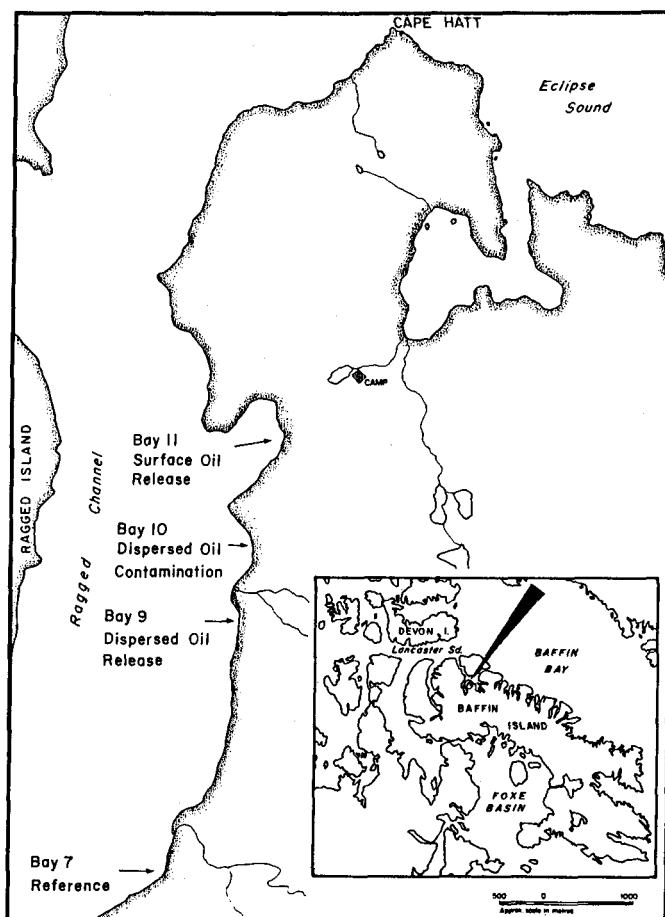 CAPE HATT
Eclipse
Sound
CAMP
RAGGED ISLAND
Ragged Channel
Bay 11
Surface Oil
Release
Bay 10
Dispersed Oil
Contamination
Bay 9
Dispersed Oil
Release
Bay 7
Reference
DEVON I.
Lancaster Sd.
BAFFIN
BAY
BAFFIN
ISLAND
FOXE
BASIN
500 0 1000
Approx scale in metres